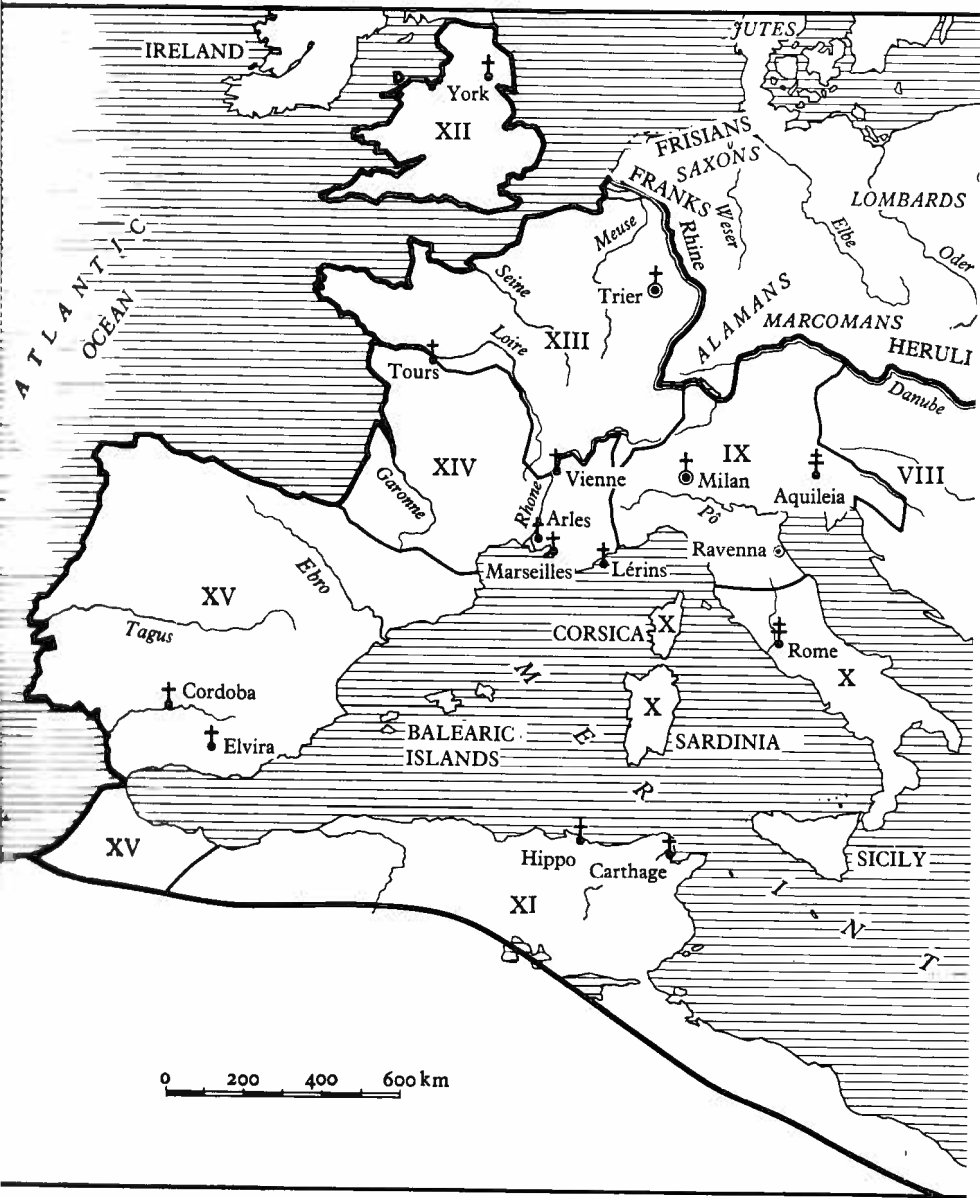 JUTES
IRELAND
York
XII
FRISIANS
SAXONS
FRANKS
LOMBARDS
Meuse
Weser
Rhine
Elbe
Oder
ATLANTIC
OCEAN
Seine
Trier
ALAMANS
MARCOMANS
HERULI
Loire
XIII
Tours
Danube
XIV
Vienne
IX
Milan
VIII
Garonne
Aquileia
Rhone
Arles
Pô
Ravenna
Marseilles
Lérins
Ebro
XV
Tagus
CORSICA
X
Rome
X
Cordoba
X
Elvira
BALEARIC
ISLANDS
SARDINIA
M E R
XV
Hippo
Carthage
SICILY
XI
I N T
0 200 400 600 km